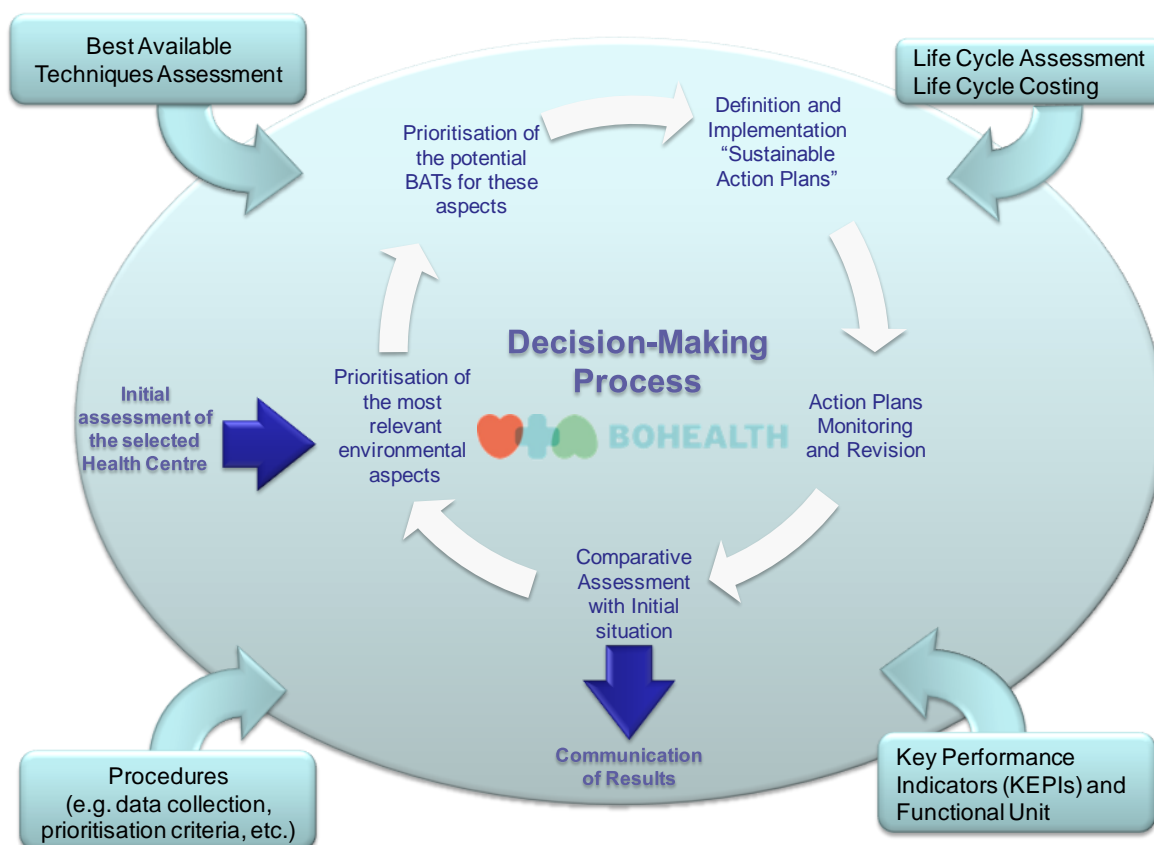 Best Available
Techniques Assessment
Life Cycle Assessment
Life Cycle Costing
Prioritisation of
the potential
BATs for these
aspects
Definition and
Implementation
“Sustainable
Action Plans”
Decision-Making
Process
BOHEALTH
Initial
assessment of
the selected
Health Centre
Prioritisation of
the most
relevant
environmental
aspects
Action Plans
Monitoring
and Revision
Comparative
Assessment
with Initial
situation
Communication
of Results
Procedures
(e.g. data collection,
prioritisation criteria, etc.)
Key Performance
Indicators (KEPIs) and
Functional Unit